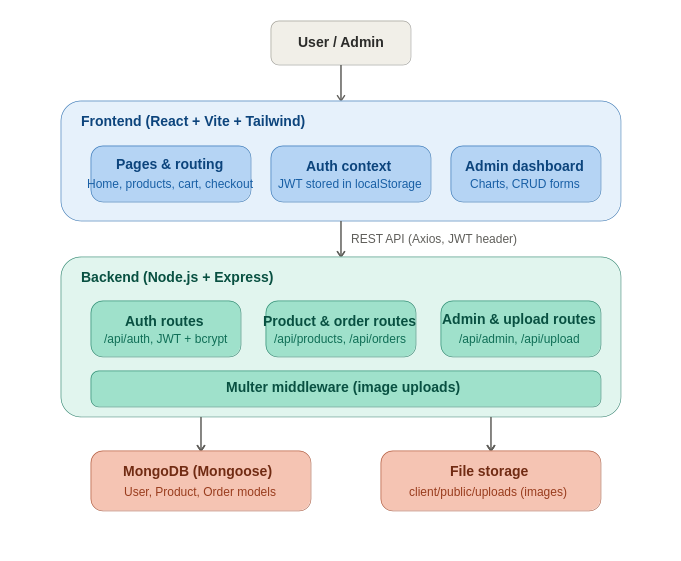 User / Admin
Frontend (React + Vite + Tailwind)
Pages & routing
Home, products, cart, checkout
Auth context
JWT stored in localStorage
Admin dashboard
Charts, CRUD forms
REST API (Axios, JWT header)
Backend (Node.js + Express)
Auth routes
/api/auth, JWT + bcrypt
Product & order routes
/api/products, /api/orders
Admin & upload routes
/api/admin, /api/upload
Multer middleware (image uploads)
MongoDB (Mongoose)
User, Product, Order models
File storage
client/public/uploads (images)